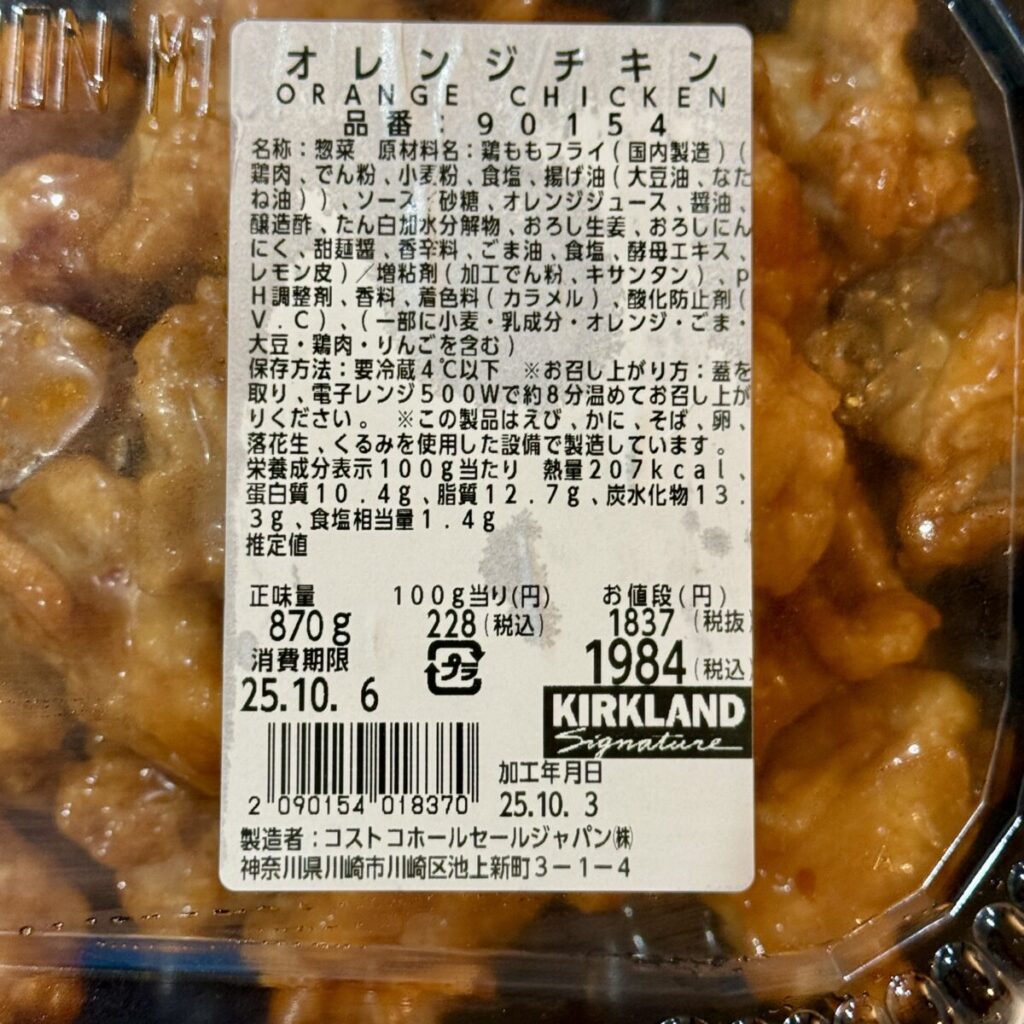 オレンジチキン
ORANGE CHICKEN
品番:90154
名称:惣菜 原材料名:鶏ももフライ(国内製造)(
鶏肉、でん粉、小麦粉、食塩、揚げ油(大豆油、なた
ね油))、ソース(砂糖、オレンジジュース、醤油、
醸造酢、たん白加水分解物、おろし生姜、おろしにん
にく、甜麺醤、香辛料、ごま油、食塩、酵母エキス、
レモン皮)/増粘剤(加工でん粉、キサンタン)、p
H調整剤、香料、着色料(カラメル)、酸化防止剤(
V.C)、(一部に小麦・乳成分・オレンジ・ごま・
大豆・鶏肉・りんごを含む)
保存方法:要冷蔵4℃以下 ※お召し上がり方:蓋を
取り、電子レンジ500Wで約8分温めてお召し上が
りください。 ※この製品はえび、かに、そば、卵、
落花生、くるみを使用した設備で製造しています。
栄養成分表示100g当たり 熱量207kcal、
蛋白質10.4g、脂質12.7g、炭水化物13.
3g、食塩相当量1.4g
推定値
正味量 100g当り(円) お値段(円)
870g 228(税込) 1837(税抜)
1984(税込)
消費期限 プラ
25.10. 6
KIRKLAND
Signature
加工年月日
25.10. 3
2 090154 018370
製造者:コストコホールセールジャパン㈱
神奈川県川崎市川崎区池上新町3-1-4